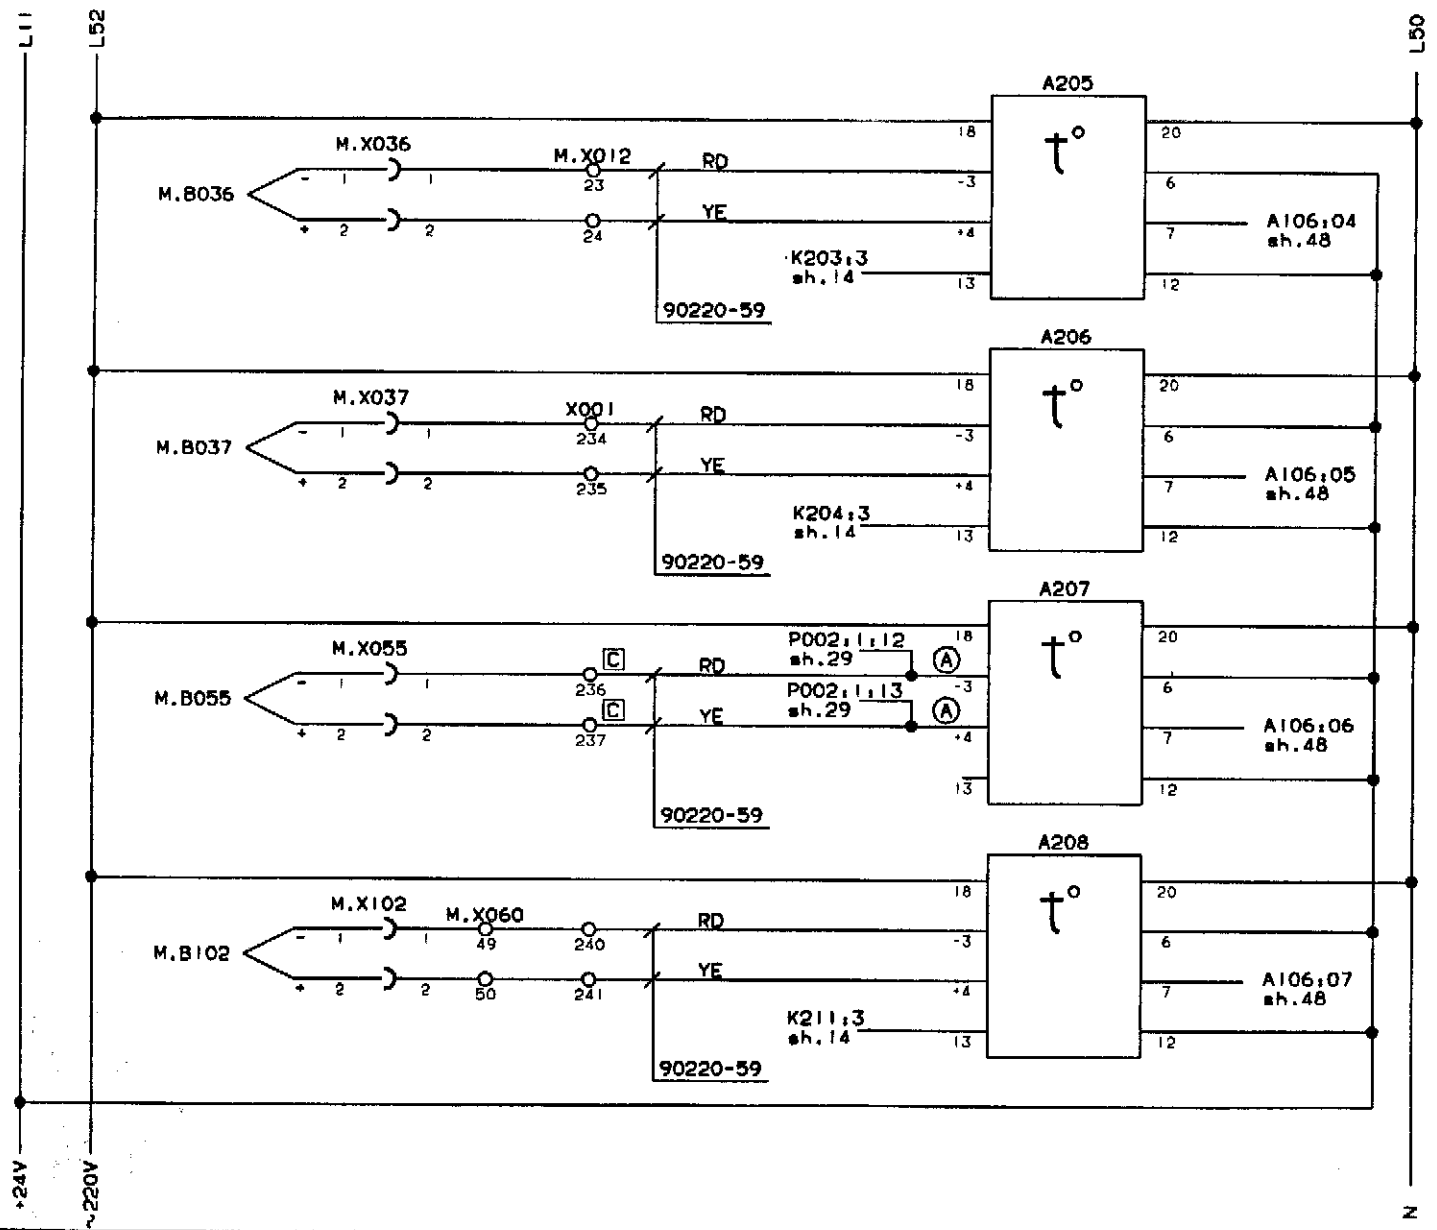 L11
L52
L50
A205
18
t°
20
M.X036
M.X012
RD
M.B036
-
1
1
23
-3
6
YE
+
2
2
24
+4
7
A106:04
sh.48
K203:3
sh.14
13
12
90220-59
A206
18
t°
20
M.X037
X001
RD
M.B037
-
1
1
234
-3
6
YE
+
2
2
235
+4
7
A106:05
sh.48
K204:3
sh.14
13
12
90220-59
A207
18
t°
20
M.X055
C
P002:1:12
sh.29
A
RD
M.B055
-
1
1
236
-3
6
C
P002:1:13
sh.29
A
YE
+
2
2
237
+4
7
A106:06
sh.48
13
12
90220-59
A208
18
t°
20
M.X102
M.X060
RD
M.B102
-
1
1
49
240
-3
6
YE
+
2
2
50
241
+4
7
A106:07
sh.48
K211:3
sh.14
13
12
90220-59
+24V
~220V
N